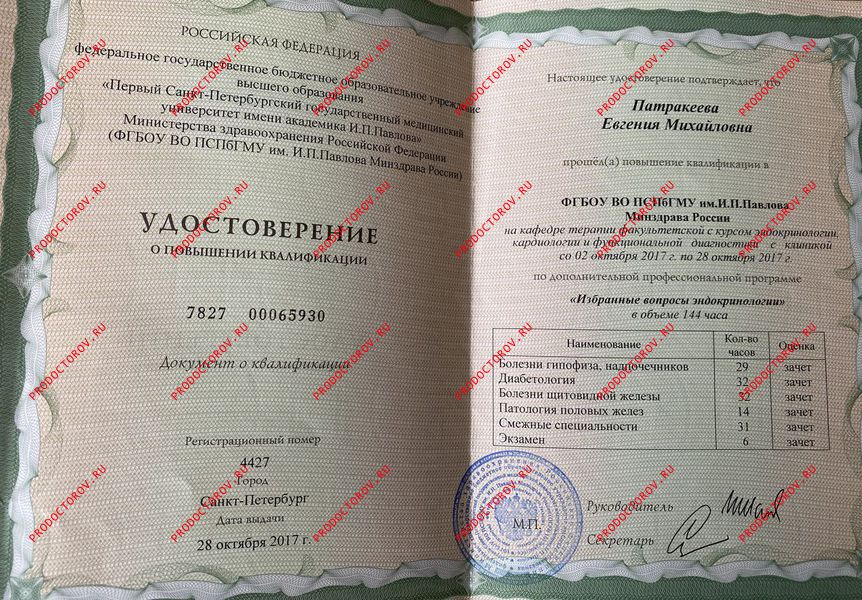 РОССИЙСКАЯ ФЕДЕРАЦИЯ
федеральное государственное бюджетное образовательное учреждение
высшего образования
«Первый Санкт-Петербургский государственный медицинский
университет имени академика И.П.Павлова»
Министерства здравоохранения Российской Федерации
(ФГБОУ ВО ПСПбГМУ им. И.П.Павлова Минздрава России)
УДОСТОВЕРЕНИЕ
О ПОВЫШЕНИИ КВАЛИФИКАЦИИ
7827 00065930
Документ о квалификации
Регистрационный номер
4427
Город
Санкт-Петербург
Дата выдачи
28 октября 2017 г.
Настоящее удостоверение подтверждает, что
Патракеева
Евгения Михайловна
прошёл(а) повышение квалификации в
ФГБОУ ВО ПСПбГМУ им.И.П.Павлова
Минздрава России
на кафедре терапии факультетской с курсом эндокринологии,
кардиологии и функциональной диагностики с клиникой
со 02 октября 2017 г. по 28 октября 2017 г.
по дополнительной профессиональной программе
«Избранные вопросы эндокринологии»
в объеме 144 часа
Наименование Кол-во часов Оценка
Болезни гипофиза, надпочечников 29 зачет
Диабетология 32 зачет
Болезни щитовидной железы 32 зачет
Патология половых желез 14 зачет
Смежные специальности 31 зачет
Экзамен 6 зачет
М.П.
Руководитель
Секретарь
PRODOCTOROV.RU